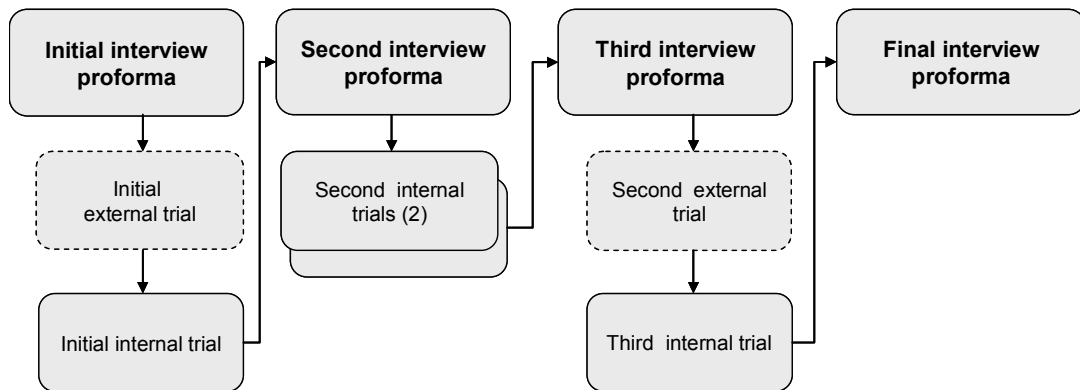 Initial interview
proforma
Second interview
proforma
Third interview
proforma
Final interview
proforma
Initial
external trial
Second internal
trials (2)
Second external
trial
Initial internal trial
Third internal trial